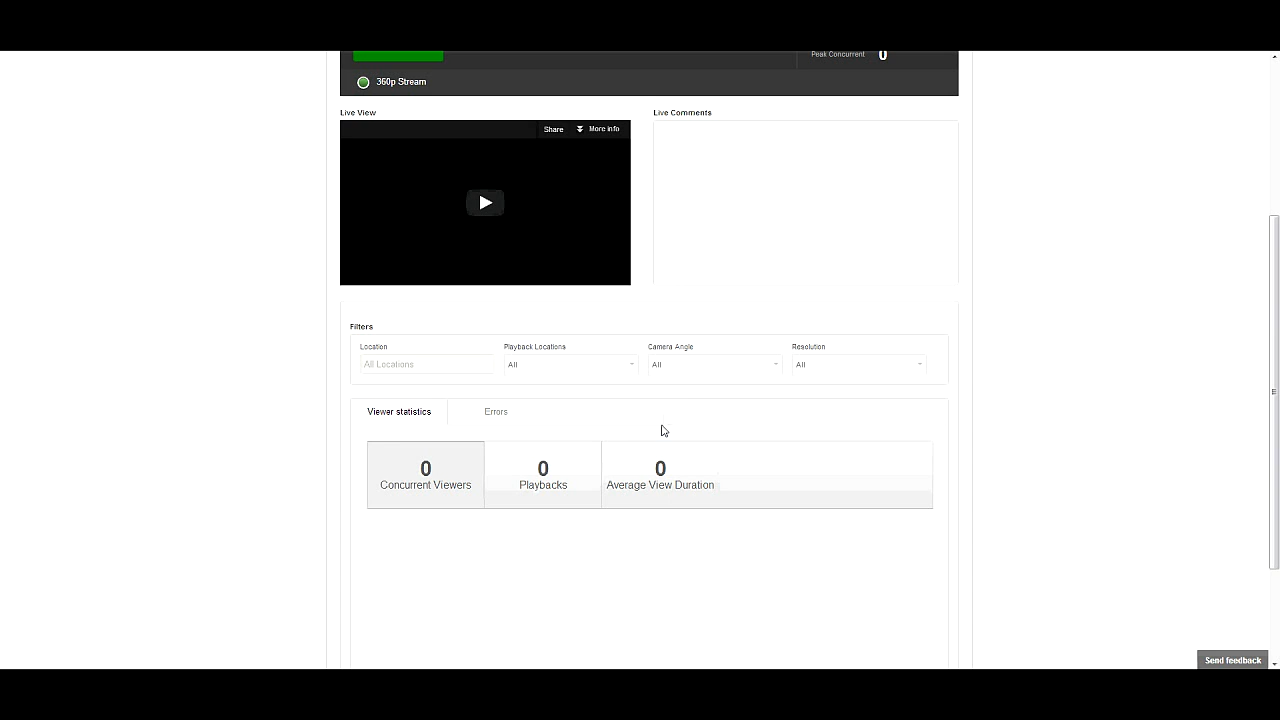 Peak Concurrent 0
360p Stream
Live View
Live Comments
Share More info
Filters
Location Playback Locations Camera Angle Resolution
All Locations All All All
Viewer statistics Errors
0 0 0
Concurrent Viewers Playbacks Average View Duration
Send feedback